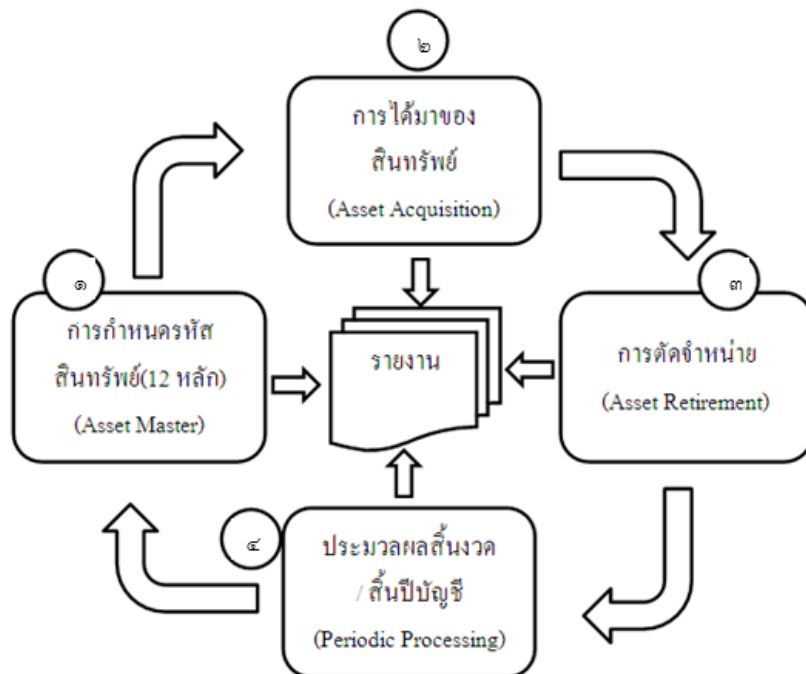 ๒
การได้มาของ
สินทรัพย์
(Asset Acquisition)
๑
การกำหนดรหัส
สินทรัพย์(12 หลัก)
(Asset Master)
รายงาน
๓
การตัดจำหน่าย
(Asset Retirement)
๔
ประมวลผลสิ้นงวด
/ สิ้นปีบัญชี
(Periodic Processing)